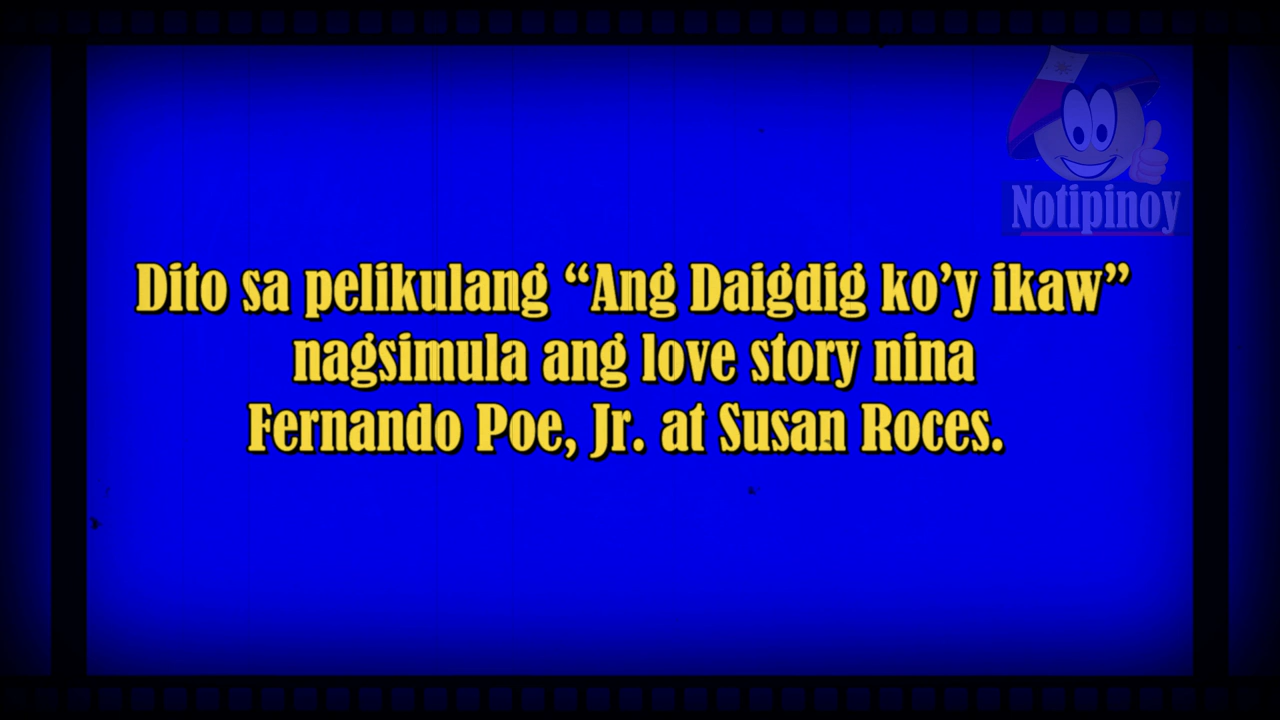 Notipinoy
Dito sa pelikulang “Ang Daigdig ko’y ikaw”
nagsimula ang love story nina
Fernando Poe, Jr. at Susan Roces.